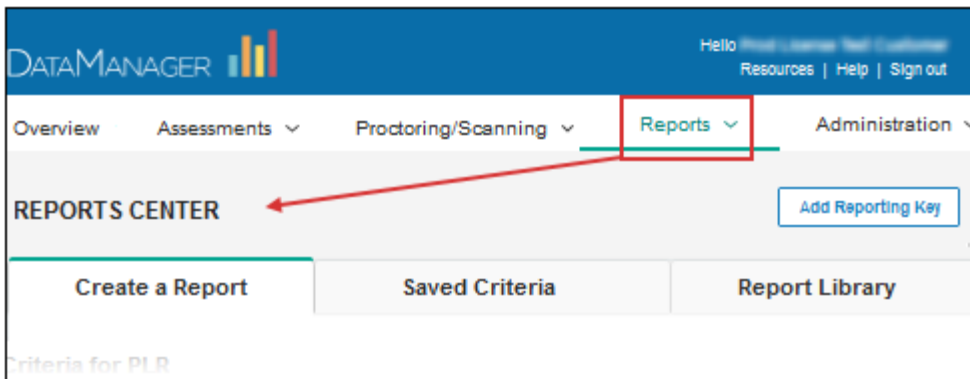 DATAMANAGER
Hello
Resources | Help | Sign out
Overview Assessments Proctoring/Scanning Reports Administration
REPORTS CENTER
Add Reporting Key
Create a Report Saved Criteria Report Library
Criteria for PLR